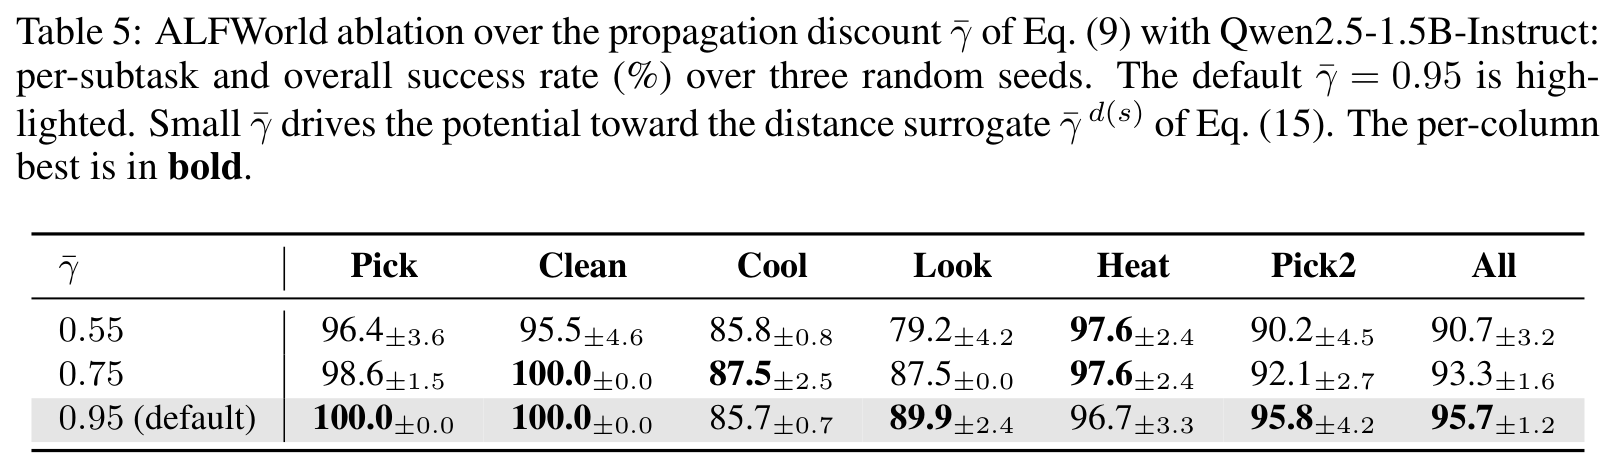 Table 5: ALFWorld ablation over the propagation discount γ̄ of Eq. (9) with Qwen2.5-1.5B-Instruct:
per-subtask and overall success rate (%) over three random seeds. The default γ̄ = 0.95 is high-
lighted. Small γ̄ drives the potential toward the distance surrogate γ̄^{d(s)} of Eq. (15). The per-column
best is in bold.
γ̄ Pick Clean Cool Look Heat Pick2 All
0.55 96.4±3.6 95.5±4.6 85.8±0.8 79.2±4.2 97.6±2.4 90.2±4.5 90.7±3.2
0.75 98.6±1.5 100.0±0.0 87.5±2.5 87.5±0.0 97.6±2.4 92.1±2.7 93.3±1.6
0.95 (default) 100.0±0.0 100.0±0.0 85.7±0.7 89.9±2.4 96.7±3.3 95.8±4.2 95.7±1.2